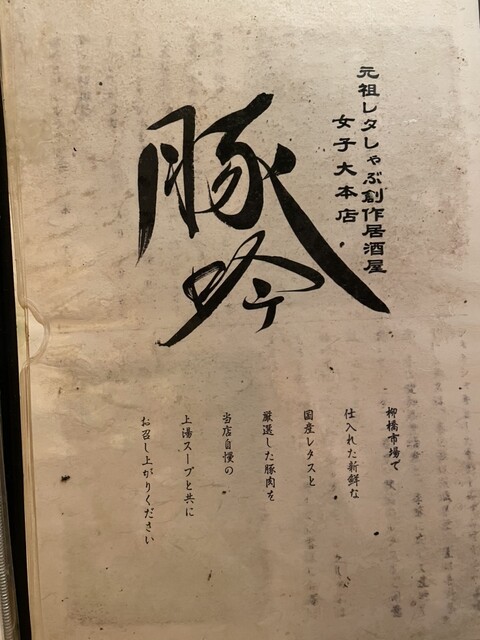 元祖レタしゃぶ創作居酒屋
女子大本店
豚吟
柳橋市場で
仕入れた新鮮な
国産レタスと
厳選した豚肉を
当店自慢の
上湯スープと共に
お召し上がりください